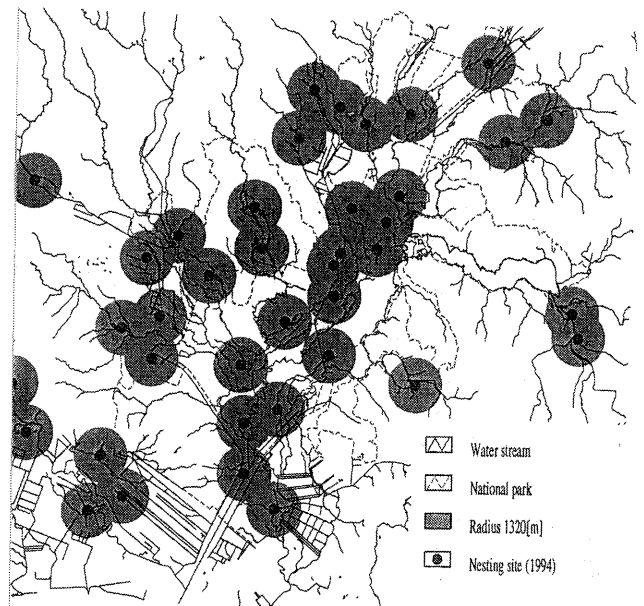 Water stream
National park
Radius 1320[m]
Nesting site (1994)